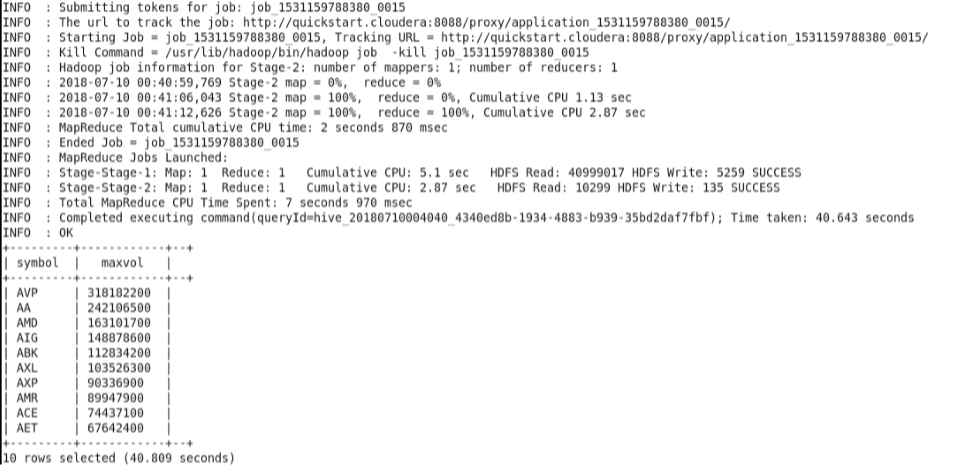 INFO  : Submitting tokens for job: job_1531159788380_0015
INFO  : The url to track the job: http://quickstart.cloudera:8088/proxy/application_1531159788380_0015/
INFO  : Starting Job = job_1531159788380_0015, Tracking URL = http://quickstart.cloudera:8088/proxy/application_1531159788380_0015/
INFO  : Kill Command = /usr/lib/hadoop/bin/hadoop job  -kill job_1531159788380_0015
INFO  : Hadoop job information for Stage-2: number of mappers: 1; number of reducers: 1
INFO  : 2018-07-10 00:40:59,769 Stage-2 map = 0%,  reduce = 0%
INFO  : 2018-07-10 00:41:06,043 Stage-2 map = 100%,  reduce = 0%, Cumulative CPU 1.13 sec
INFO  : 2018-07-10 00:41:12,626 Stage-2 map = 100%,  reduce = 100%, Cumulative CPU 2.87 sec
INFO  : MapReduce Total cumulative CPU time: 2 seconds 870 msec
INFO  : Ended Job = job_1531159788380_0015
INFO  : MapReduce Jobs Launched:
INFO  : Stage-Stage-1: Map: 1  Reduce: 1   Cumulative CPU: 5.1 sec   HDFS Read: 40999017 HDFS Write: 5259 SUCCESS
INFO  : Stage-Stage-2: Map: 1  Reduce: 1   Cumulative CPU: 2.87 sec   HDFS Read: 10299 HDFS Write: 135 SUCCESS
INFO  : Total MapReduce CPU Time Spent: 7 seconds 970 msec
INFO  : Completed executing command(queryId=hive_20180710004040_4340ed8b-1934-4883-b939-35bd2daf7fbf); Time taken: 40.643 seconds
INFO  : OK
+---------+------------+--+
| symbol  |   maxvol   |
+---------+------------+--+
| AVP     | 318182200  |
| AA      | 242106500  |
| AMD     | 163101700  |
| AIG     | 148878600  |
| ABK     | 112834200  |
| AXL     | 103526300  |
| AXP     | 90336900   |
| AMR     | 89947900   |
| ACE     | 74437100   |
| AET     | 67642400   |
+---------+------------+--+
10 rows selected (40.809 seconds)